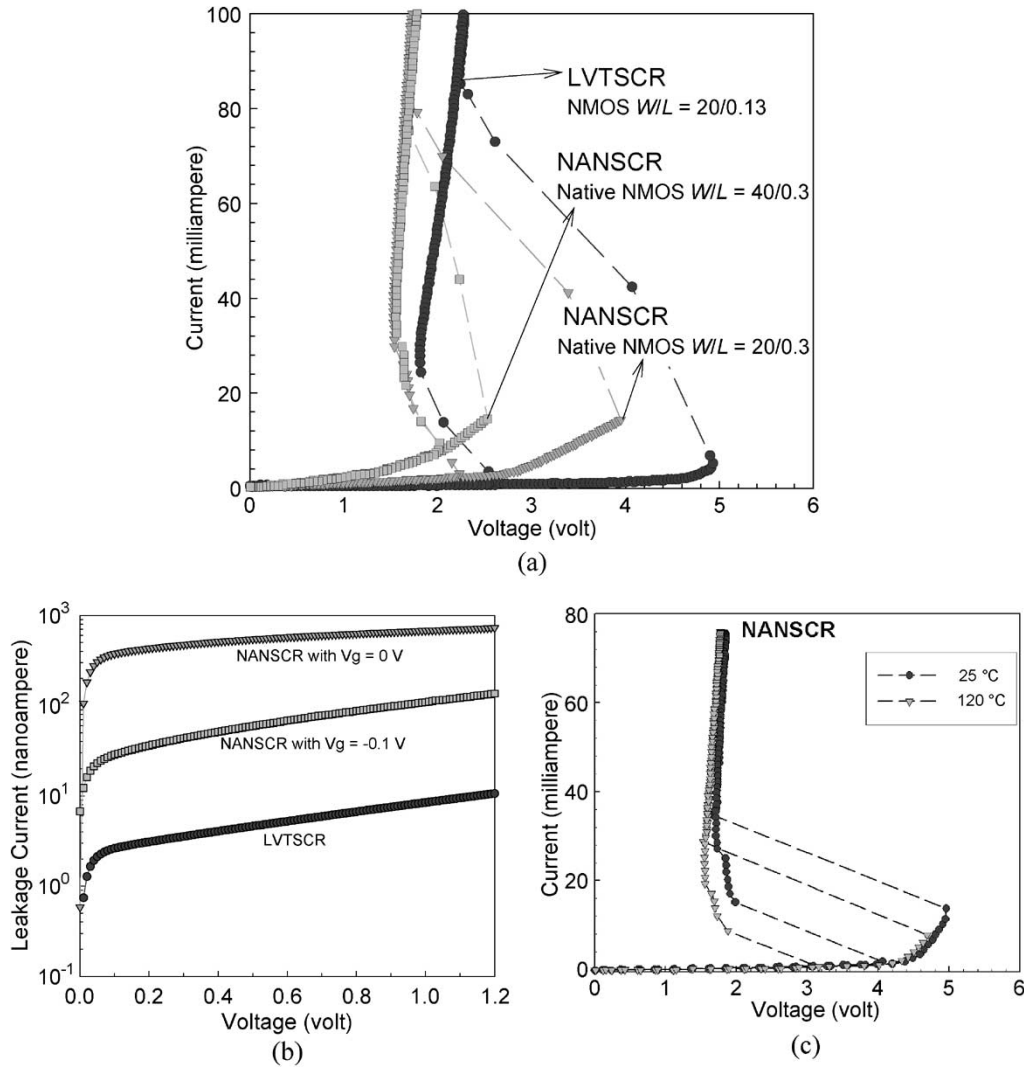 100
80
60
40
20
0
0 1 2 3 4 5 6
Current (milliampere)
Voltage (volt)
LVTSCR
NMOS W/L = 20/0.13
NANSCR
Native NMOS W/L = 40/0.3
NANSCR
Native NMOS W/L = 20/0.3
(a)
10³
10²
10¹
10⁰
10⁻¹
0.0 0.2 0.4 0.6 0.8 1.0 1.2
Leakage Current (nanoampere)
Voltage (volt)
NANSCR with Vg = 0 V
NANSCR with Vg = -0.1 V
LVTSCR
(b)
80
60
40
20
0
0 1 2 3 4 5 6
Current (milliampere)
Voltage (volt)
NANSCR
25 °C
120 °C
(c)